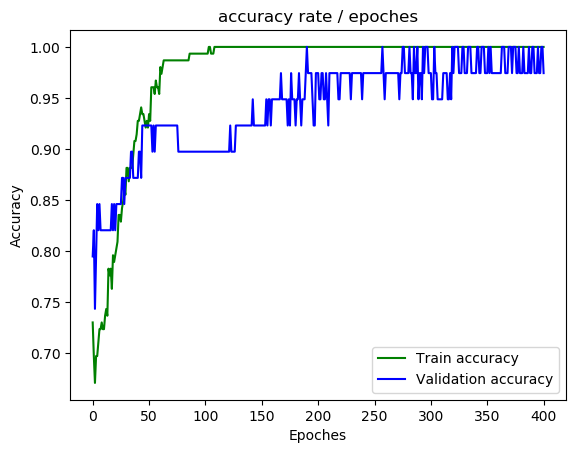 accuracy rate / epoches
1.00
0.95
0.90
0.85
0.80
0.75
0.70
Accuracy
0 50 100 150 200 250 300 350 400
Epoches
Train accuracy
Validation accuracy